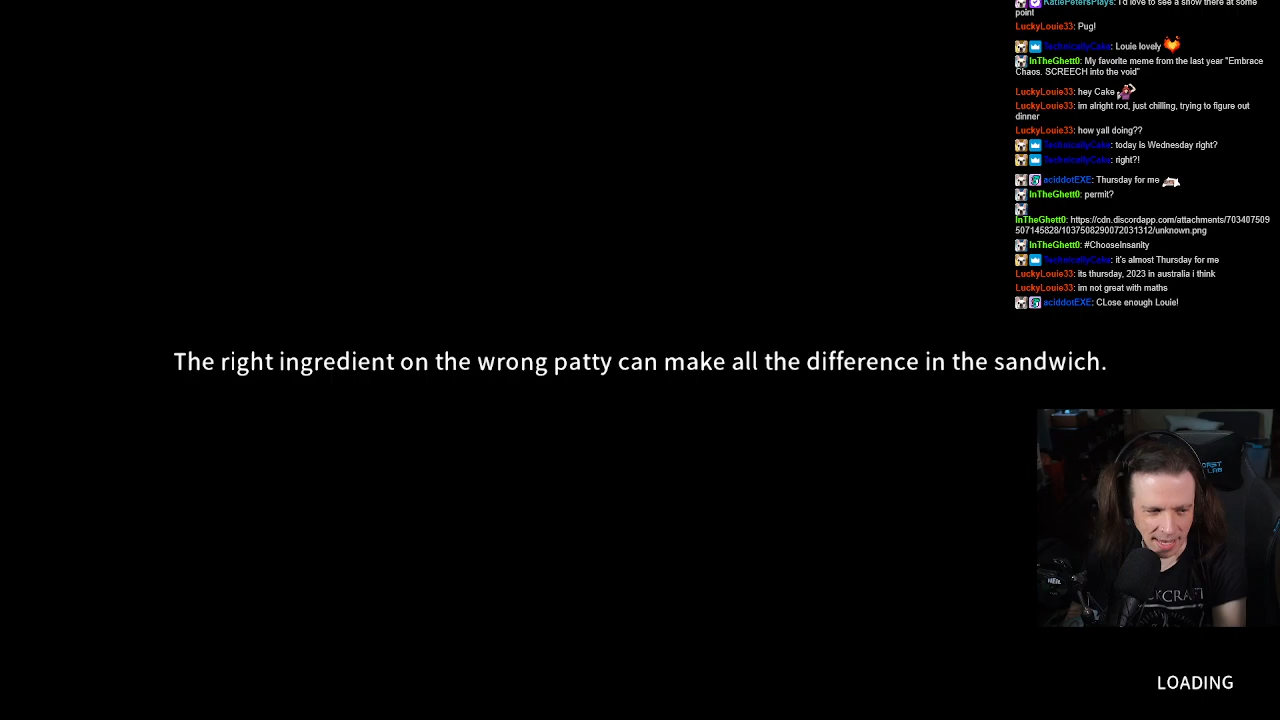 KatiePetersPlays: I'd love to see a show there at some
point
LuckyLouie33: Pug!
TechnicallyCake: Louie lovely
InTheGhett0: My favorite meme from the last year "Embrace
Chaos. SCREECH into the void"
LuckyLouie33: hey Cake
LuckyLouie33: im alright rod, just chilling, trying to figure out
dinner
LuckyLouie33: how yall doing??
TechnicallyCake: today Is Wednesday right?
TechnicallyCake: right?!
aciddotEXE: Thursday for me
InTheGhett0: permit?
InTheGhett0: https://cdn.discordapp.com/attachments/703407509
507145828/1037508290072031312/unknown.png
InTheGhett0: #ChooseInsanity
TechnicallyCake: it's almost Thursday for me
LuckyLouie33: its thursday, 2023 in australia i think
LuckyLouie33: im not great with maths
aciddotEXE: CLose enough Louie!
The right ingredient on the wrong patty can make all the difference in the sandwich.
LOADING